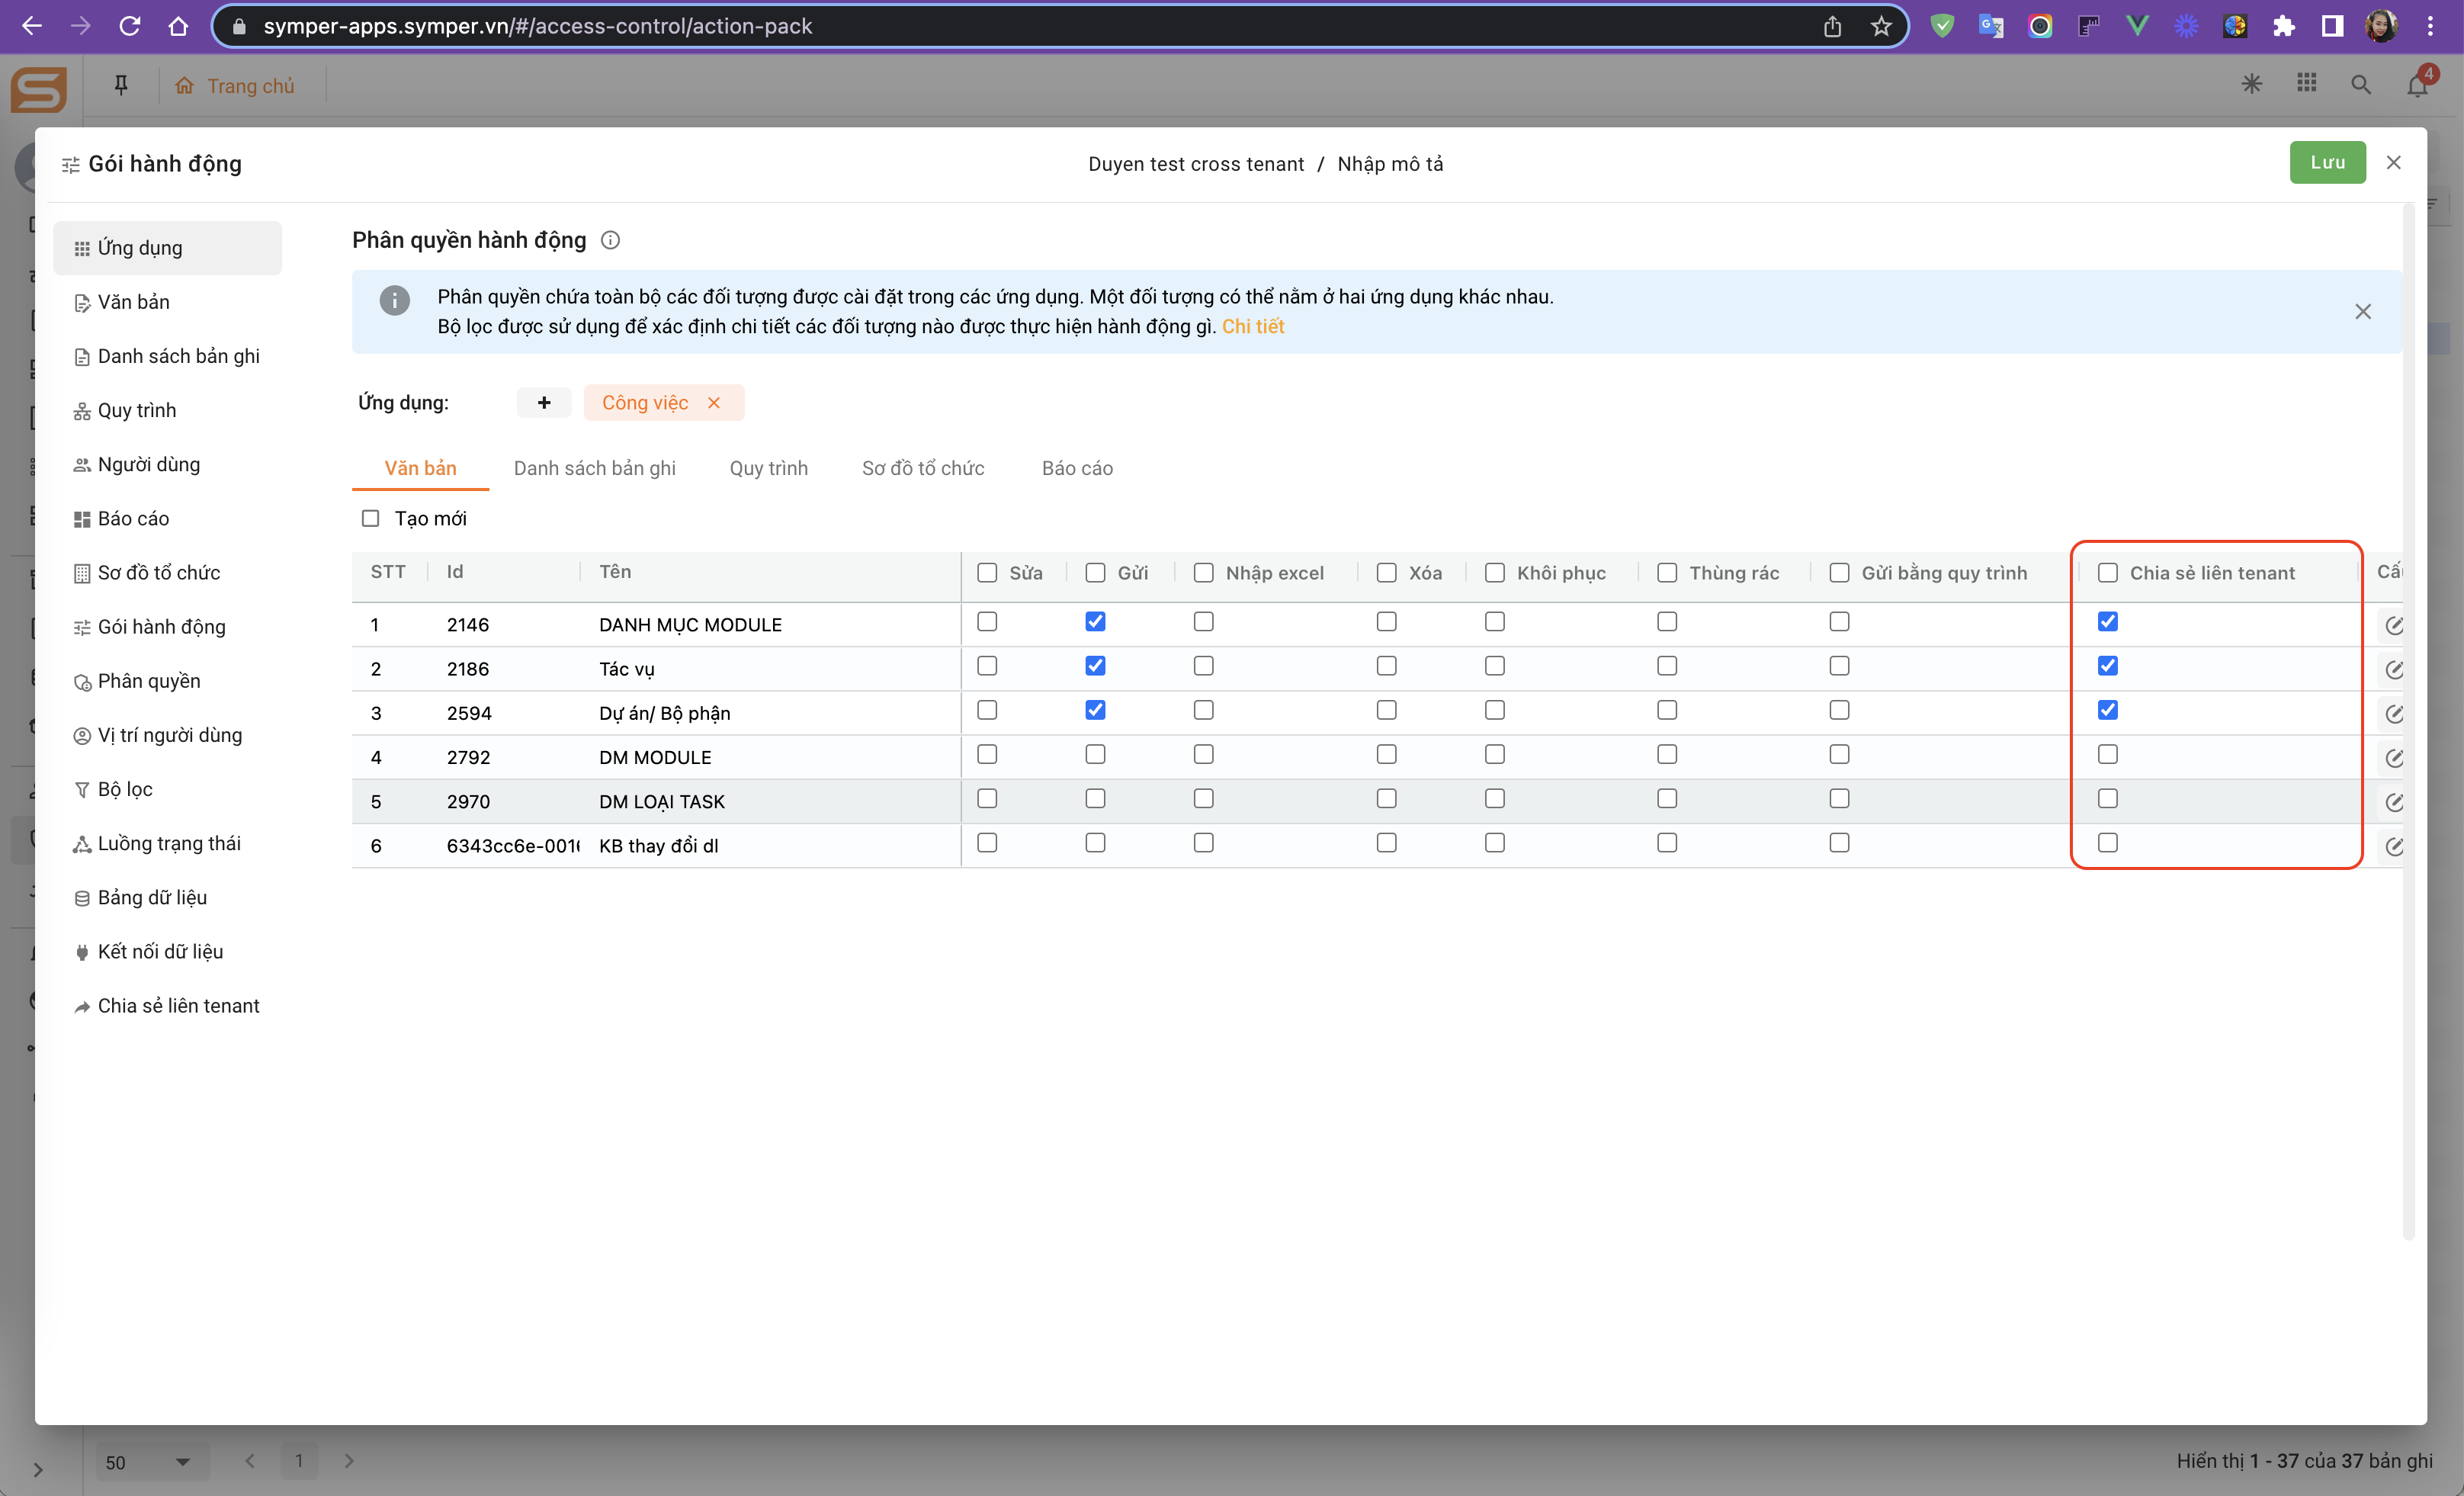 symper-apps.symper.vn/#/access-control/action-pack
Trang chủ
4
Gói hành động
Duyen test cross tenant / Nhập mô tả
Lưu
Ứng dụng
Văn bản
Danh sách bản ghi
Quy trình
Người dùng
Báo cáo
Sơ đồ tổ chức
Gói hành động
Phân quyền
Vị trí người dùng
Bộ lọc
Luồng trạng thái
Bảng dữ liệu
Kết nối dữ liệu
Chia sẻ liên tenant
Phân quyền hành động
Phân quyền chứa toàn bộ các đối tượng được cài đặt trong các ứng dụng. Một đối tượng có thể nằm ở hai ứng dụng khác nhau.
Bộ lọc được sử dụng để xác định chi tiết các đối tượng nào được thực hiện hành động gì. Chi tiết
Ứng dụng: + Công việc
Văn bản Danh sách bản ghi Quy trình Sơ đồ tổ chức Báo cáo
Tạo mới
STT Id Tên Sửa Gửi Nhập excel Xóa Khôi phục Thùng rác Gửi bằng quy trình Chia sẻ liên tenant
1 2146 DANH MỤC MODULE
2 2186 Tác vụ
3 2594 Dự án/ Bộ phận
4 2792 DM MODULE
5 2970 DM LOẠI TASK
6 6343cc6e-001 KB thay đổi dl
50 1
Hiển thị 1 - 37 của 37 bản ghi